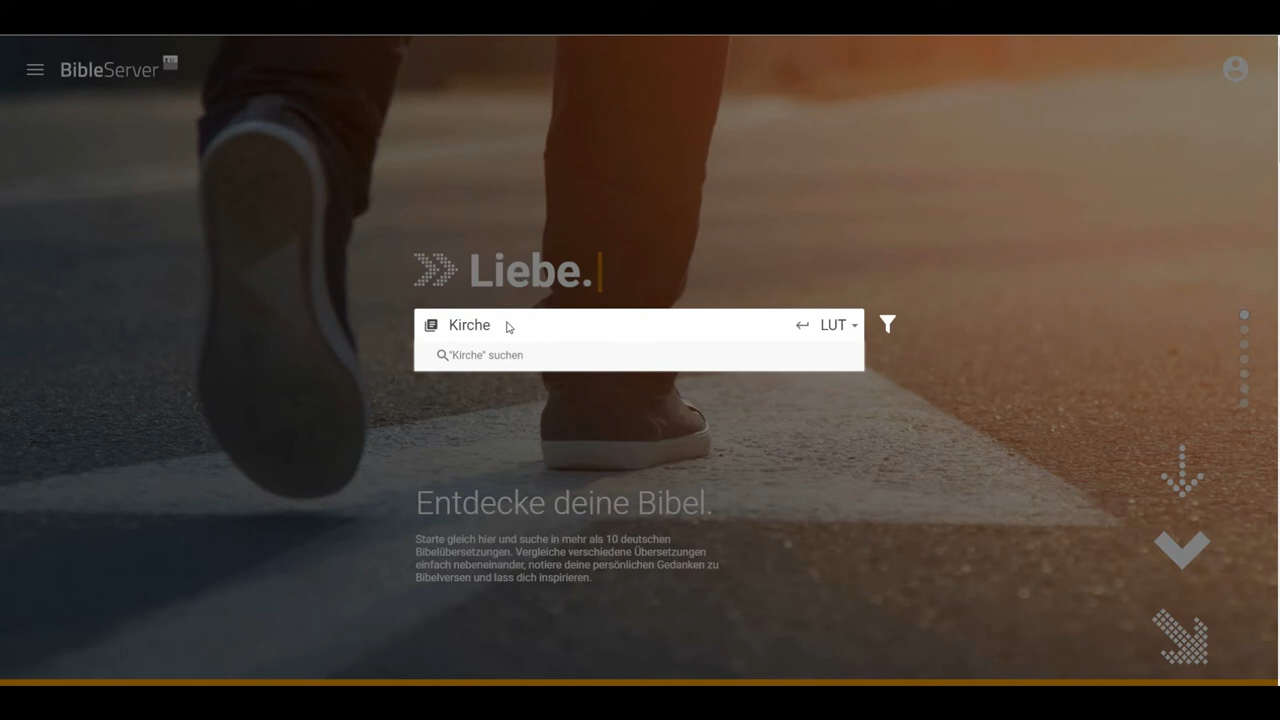 BibleServer
Liebe.
Kirche
LUT
"Kirche" suchen
Entdecke deine Bibel.
Starte gleich hier und suche in mehr als 10 deutschen
Bibelübersetzungen. Vergleiche verschiedene Übersetzungen
einfach nebeneinander, notiere deine persönlichen Gedanken zu
Bibelversen und lass dich inspirieren.